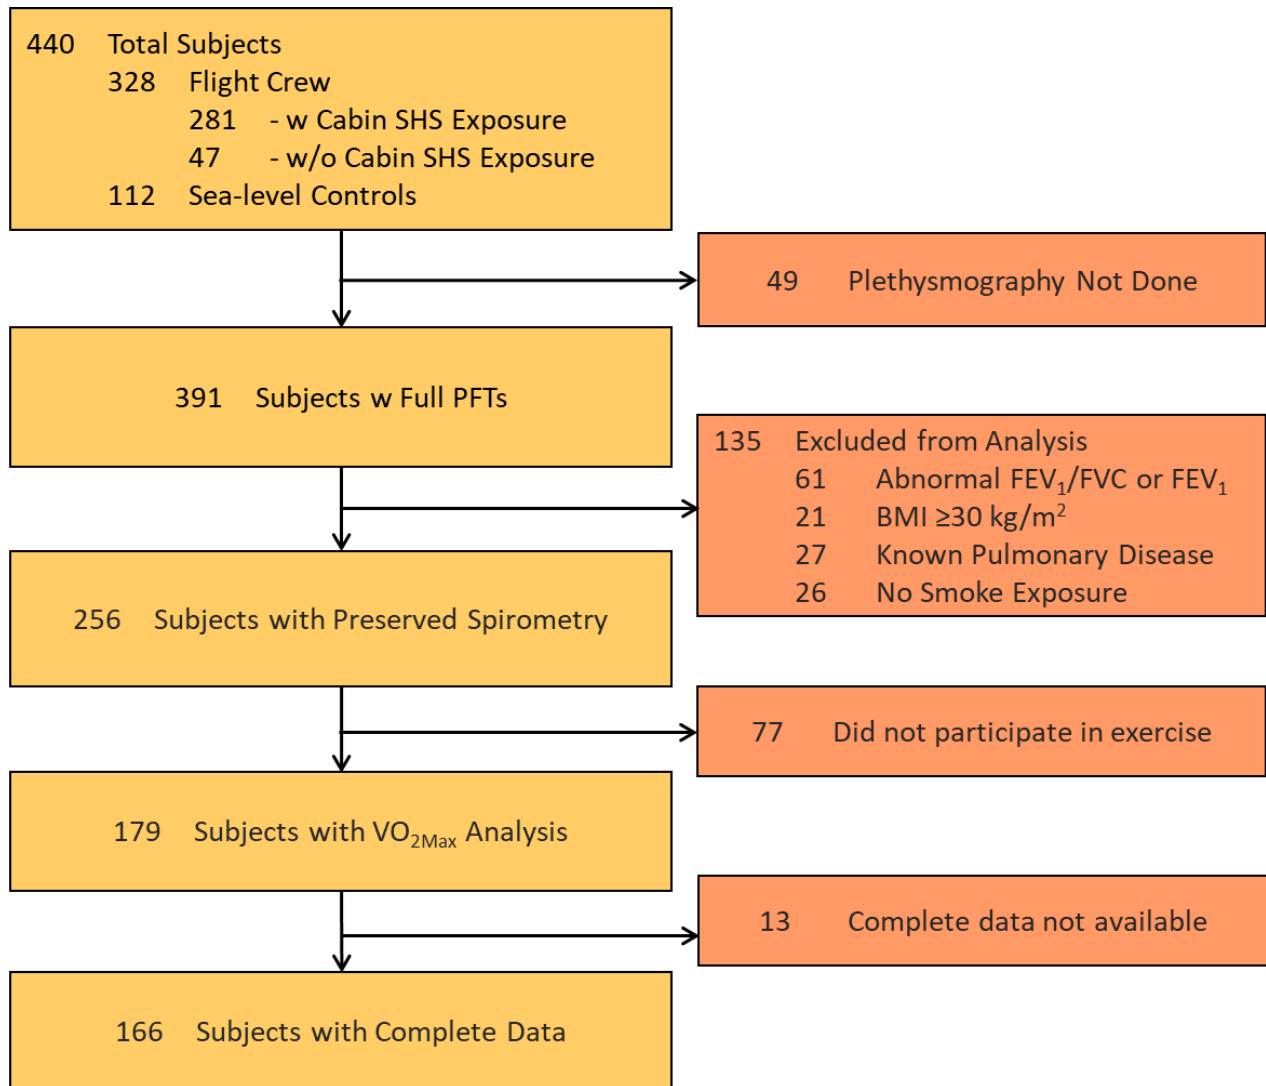 440 Total Subjects
328 Flight Crew
281 - w Cabin SHS Exposure
47 - w/o Cabin SHS Exposure
112 Sea-level Controls
49 Plethysmography Not Done
391 Subjects w Full PFTs
135 Excluded from Analysis
61 Abnormal FEV₁/FVC or FEV₁
21 BMI ≥30 kg/m²
27 Known Pulmonary Disease
26 No Smoke Exposure
256 Subjects with Preserved Spirometry
77 Did not participate in exercise
179 Subjects with VO₂Max Analysis
13 Complete data not available
166 Subjects with Complete Data